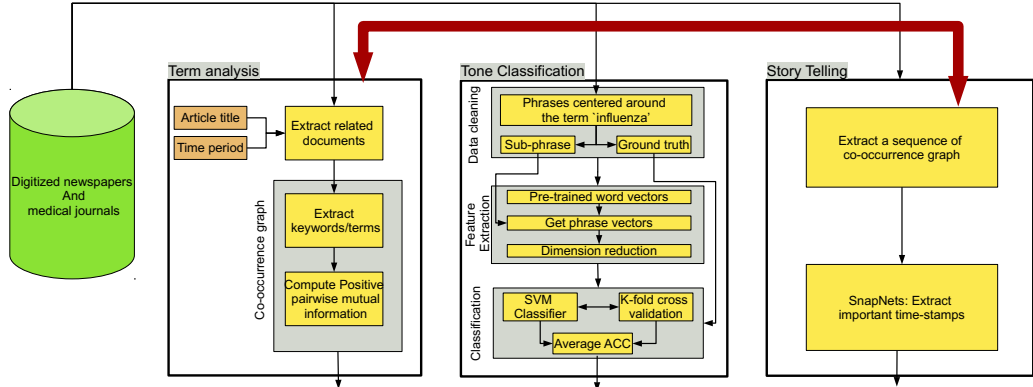 Digitized newspapers
And
medical journals
Term analysis
Article title
Time period
Extract related
documents
Co-occurrence graph
Extract
keywords/terms
Compute Positive
pairwise mutual
information
Tone Classification
Data cleaning
Phrases centered around
the term `influenza'
Sub-phrase
Ground truth
Feature
Extraction
Pre-trained word vectors
Get phrase vectors
Dimension reduction
Classification
SVM
Classifier
K-fold cross
validation
Average ACC
Story Telling
Extract a sequence of
co-occurrence graph
SnapNets: Extract
important time-stamps